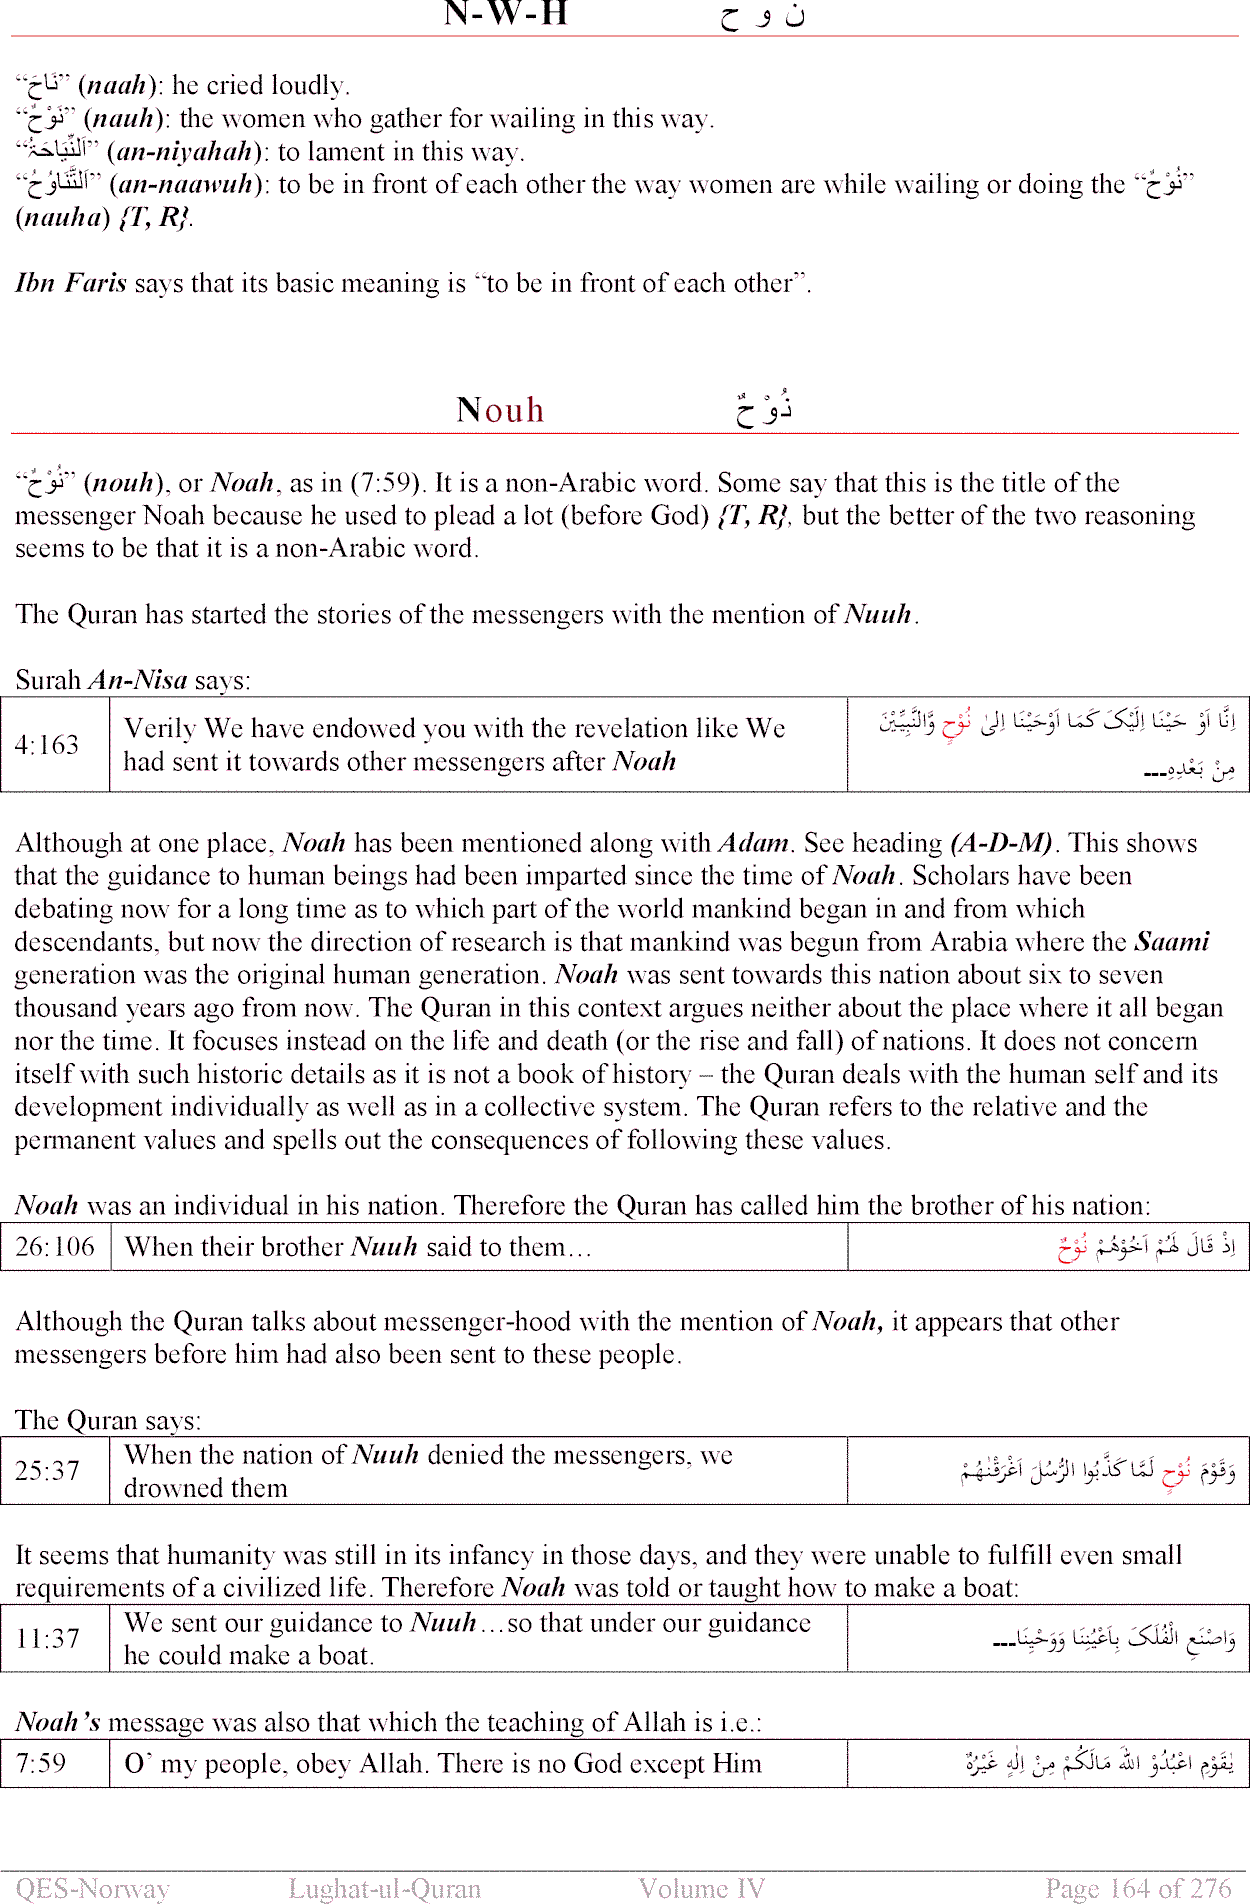 N-W-H ن و ح
“نَاحَ” (naah): he cried loudly.
“نَوْحٌ” (nauh): the women who gather for wailing in this way.
“اَلنِّيَاحَۃُ” (an-niyahah): to lament in this way.
“اَلتَّنَاوُحُ” (an-naawuh): to be in front of each other the way women are while wailing or doing the “نُوْحٌ”
(nauha) {T, R}.
Ibn Faris says that its basic meaning is “to be in front of each other”.
Nouh نُوْحٌ
“نُوْحٌ” (nouh), or Noah, as in (7:59). It is a non-Arabic word. Some say that this is the title of the
messenger Noah because he used to plead a lot (before God) {T, R}, but the better of the two reasoning
seems to be that it is a non-Arabic word.
The Quran has started the stories of the messengers with the mention of Nuuh.
Surah An-Nisa says:
4:163 Verily We have endowed you with the revelation like We اِنَّا اَوْ حَيْنَا اِلَيْکَ کَمَا اَوْحَيْنَا اِلیٰ نُوْحٍ وَّالنَّبِيِّيْنَ
had sent it towards other messengers after Noah مِنْ بَعْدِہٖ---
Although at one place, Noah has been mentioned along with Adam. See heading (A-D-M). This shows
that the guidance to human beings had been imparted since the time of Noah. Scholars have been
debating now for a long time as to which part of the world mankind began in and from which
descendants, but now the direction of research is that mankind was begun from Arabia where the Saami
generation was the original human generation. Noah was sent towards this nation about six to seven
thousand years ago from now. The Quran in this context argues neither about the place where it all began
nor the time. It focuses instead on the life and death (or the rise and fall) of nations. It does not concern
itself with such historic details as it is not a book of history – the Quran deals with the human self and its
development individually as well as in a collective system. The Quran refers to the relative and the
permanent values and spells out the consequences of following these values.
Noah was an individual in his nation. Therefore the Quran has called him the brother of his nation:
26:106 When their brother Nuuh said to them… اِذْ قَالَ لَھُمْ اَخُوْھُمْ نُوْحٌ
Although the Quran talks about messenger-hood with the mention of Noah, it appears that other
messengers before him had also been sent to these people.
The Quran says:
25:37 When the nation of Nuuh denied the messengers, we وَقَوْمَ نُوْحٍ لَمَّا کَذَّبُوا الرُّسُلَ اَغْرَقْنٰھُمْ
drowned them
It seems that humanity was still in its infancy in those days, and they were unable to fulfill even small
requirements of a civilized life. Therefore Noah was told or taught how to make a boat:
11:37 We sent our guidance to Nuuh…so that under our guidance وَاصْنَعِ الْفُلْکَ بِاَعْيُنِنَا وَوَحْيِنَا---
he could make a boat.
Noah’s message was also that which the teaching of Allah is i.e.:
7:59 O’ my people, obey Allah. There is no God except Him يٰقَوْمِ اعْبُدُوْ اللّٰہَ مَالَکُمْ مِنْ اِلٰہٍ غَيْرُہٗ
QES-Norway Lughat-ul-Quran Volume IV Page 164 of 276